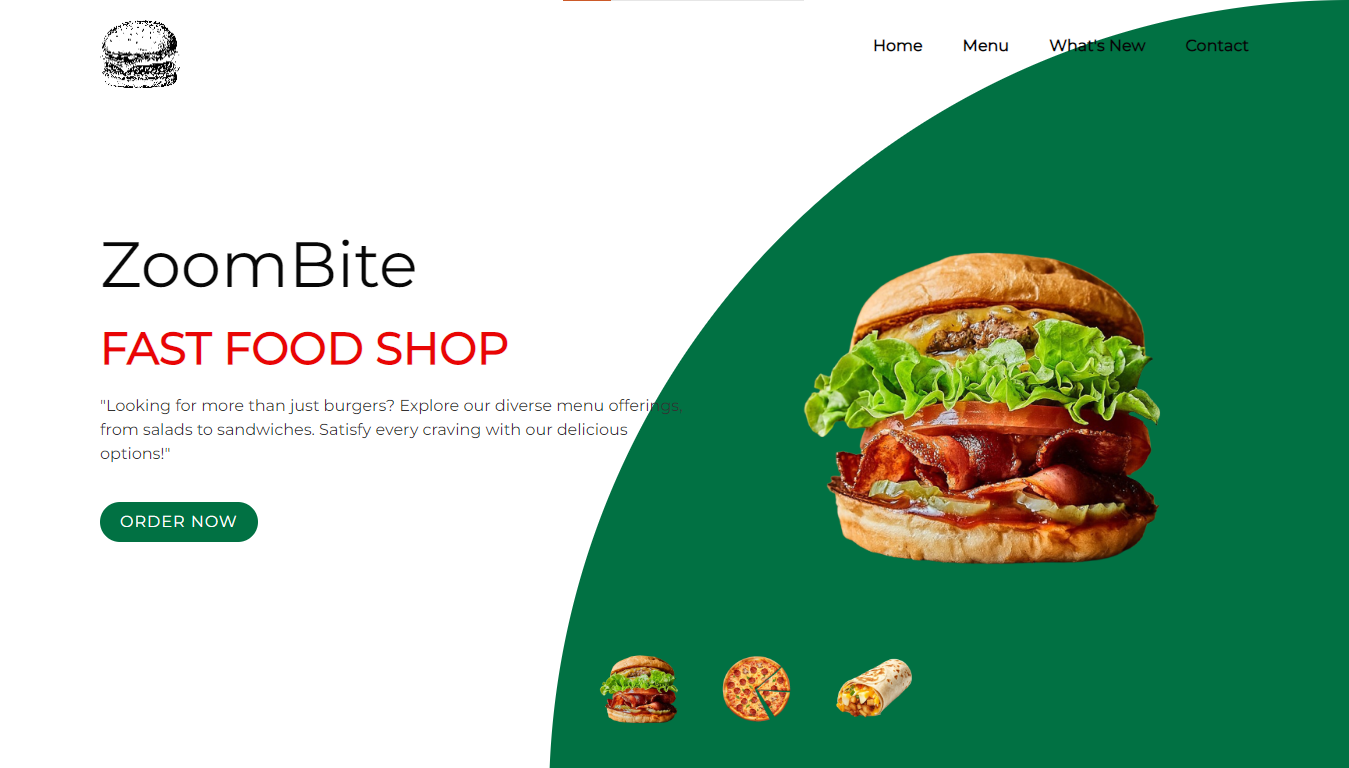 Home Menu What's New Contact
ZoomBite
FAST FOOD SHOP
"Looking for more than just burgers? Explore our diverse menu offerings,
from salads to sandwiches. Satisfy every craving with our delicious
options!"
ORDER NOW